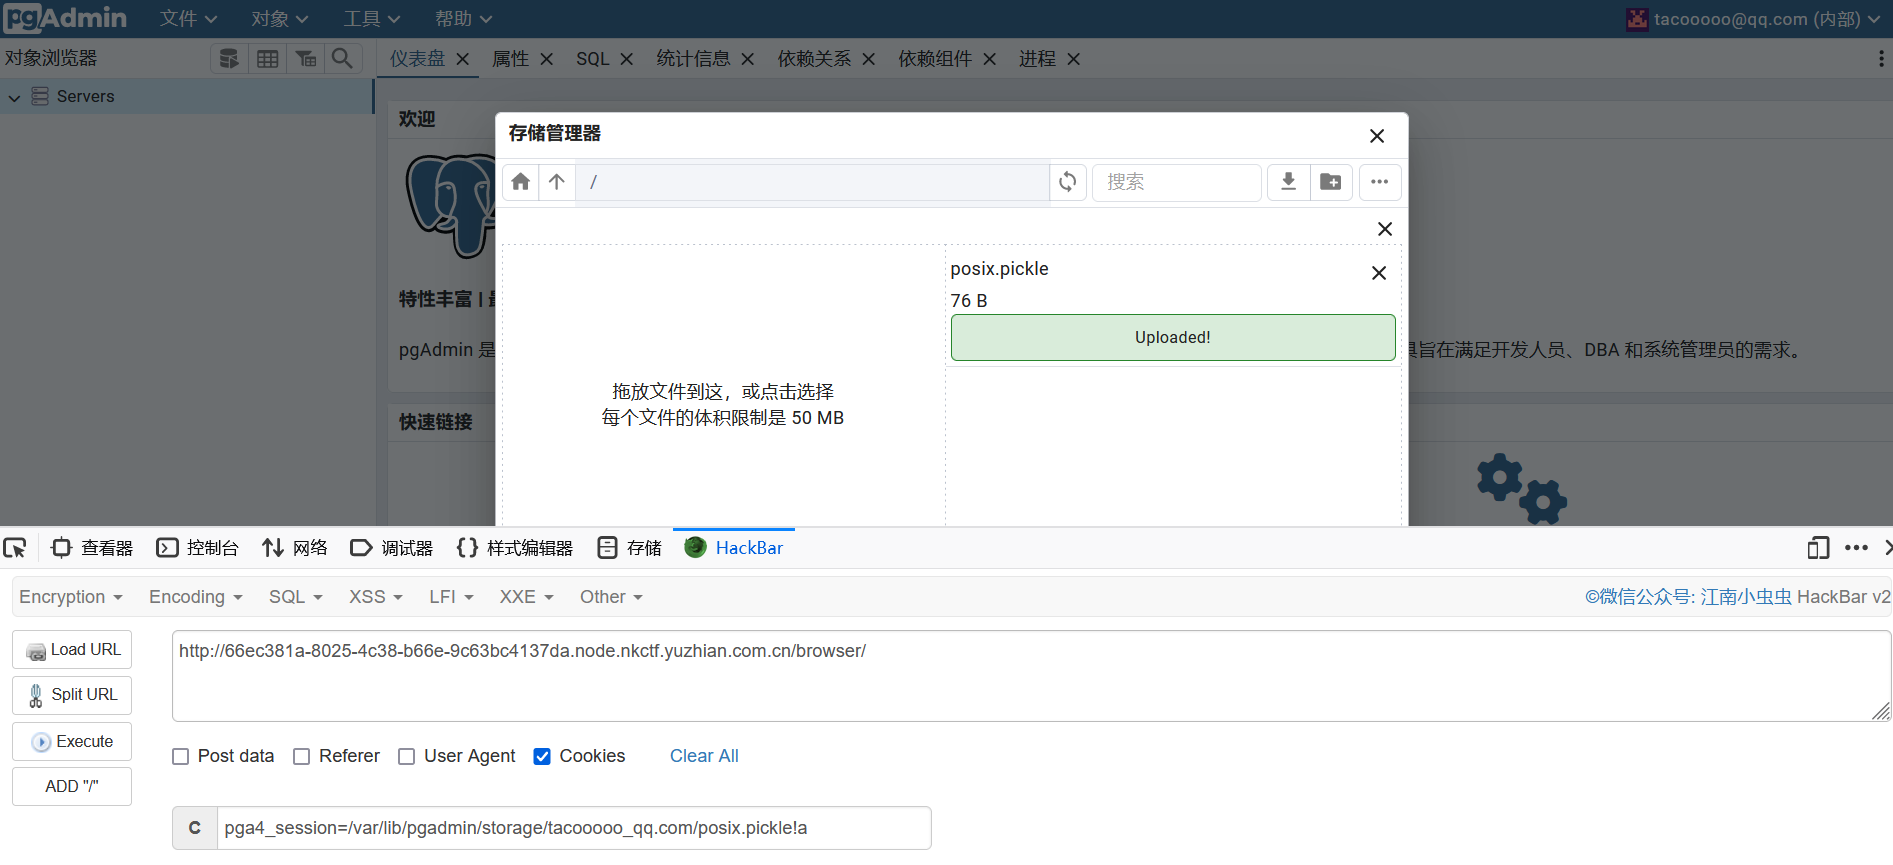 pgAdmin 文件 对象 工具 帮助 tacooooo@qq.com (内部)
对象浏览器 仪表盘 属性 SQL 统计信息 依赖关系 依赖组件 进程
Servers
欢迎
存储管理器
/ 搜索
posix.pickle
76 B
Uploaded!
特性丰富 |
pgAdmin 是
旨在满足开发人员、DBA 和系统管理员的需求。
拖放文件到这，或点击选择
每个文件的体积限制是 50 MB
快速链接
查看器 控制台 网络 调试器 样式编辑器 存储 HackBar
Encryption Encoding SQL XSS LFI XXE Other ©微信公众号: 江南小虫虫 HackBar v2
Load URL
Split URL
Execute
ADD "/"
http://66ec381a-8025-4c38-b66e-9c63bc4137da.node.nkctf.yuzhian.com.cn/browser/
Post data Referer User Agent Cookies Clear All
C pga4_session=/var/lib/pgadmin/storage/tacooooo_qq.com/posix.pickle!a